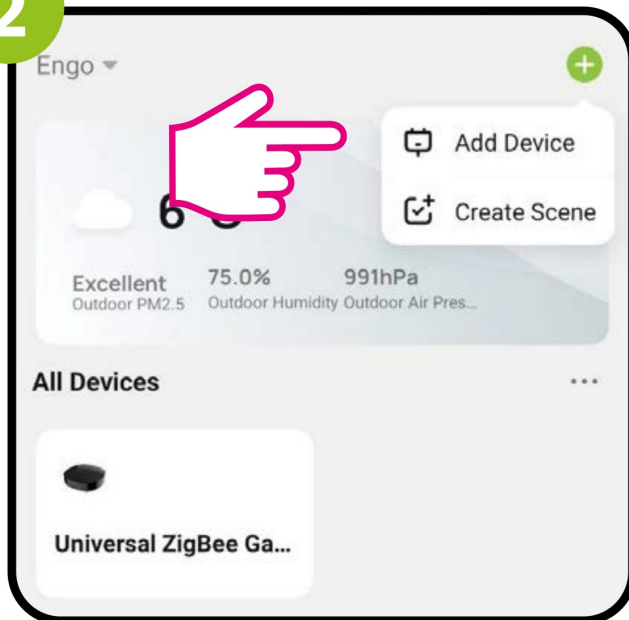 2
Engo
Add Device
6
Create Scene
Excellent 75.0% 991hPa
Outdoor PM2.5 Outdoor Humidity Outdoor Air Pres...
All Devices
Universal ZigBee Ga...